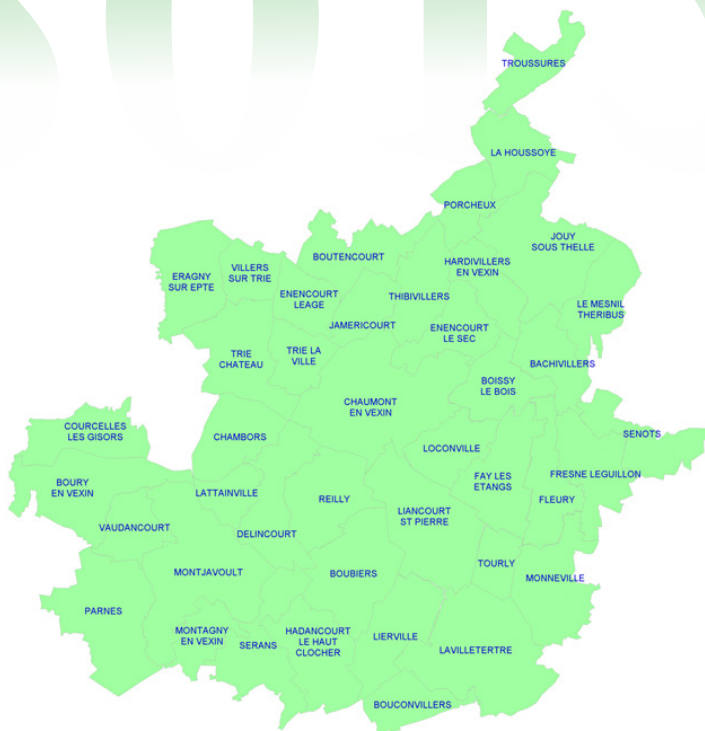 TROUSSURES
LA HOUSSOYE
PORCHEUX
JOUY
SOUS THELLE
BOUTENCOURT
HARDIVILLERS
EN VEXIN
VILLERS
SUR TRIE
ERAGNY
SUR EPTE
ENENCOURT
LEAGE
THIBIVILLERS
LE MESNIL
THERIBUS
JAMERICOURT
ENENCOURT
LE SEC
TRIE
CHATEAU
TRIE LA
VILLE
BACHIVILLERS
BOISSY
LE BOIS
CHAUMONT
EN VEXIN
COURCELLES
LES GISORS
CHAMBORS
SENOTS
LOCONVILLE
FAY LES
ETANGS
FRESNE LEGUILLON
BOURY
EN VEXIN
LATTAINVILLE
REILLY
FLEURY
LIANCOURT
ST PIERRE
VAUDANCOURT
DELINCOURT
TOURLY
MONTJAVOULT
BOUBIERS
MONNEVILLE
PARNES
MONTAGNY
EN VEXIN
SERANS
HADANCOURT
LE HAUT
CLOCHER
LIERVILLE
LAVILLETERTRE
BOUCONVILLERS